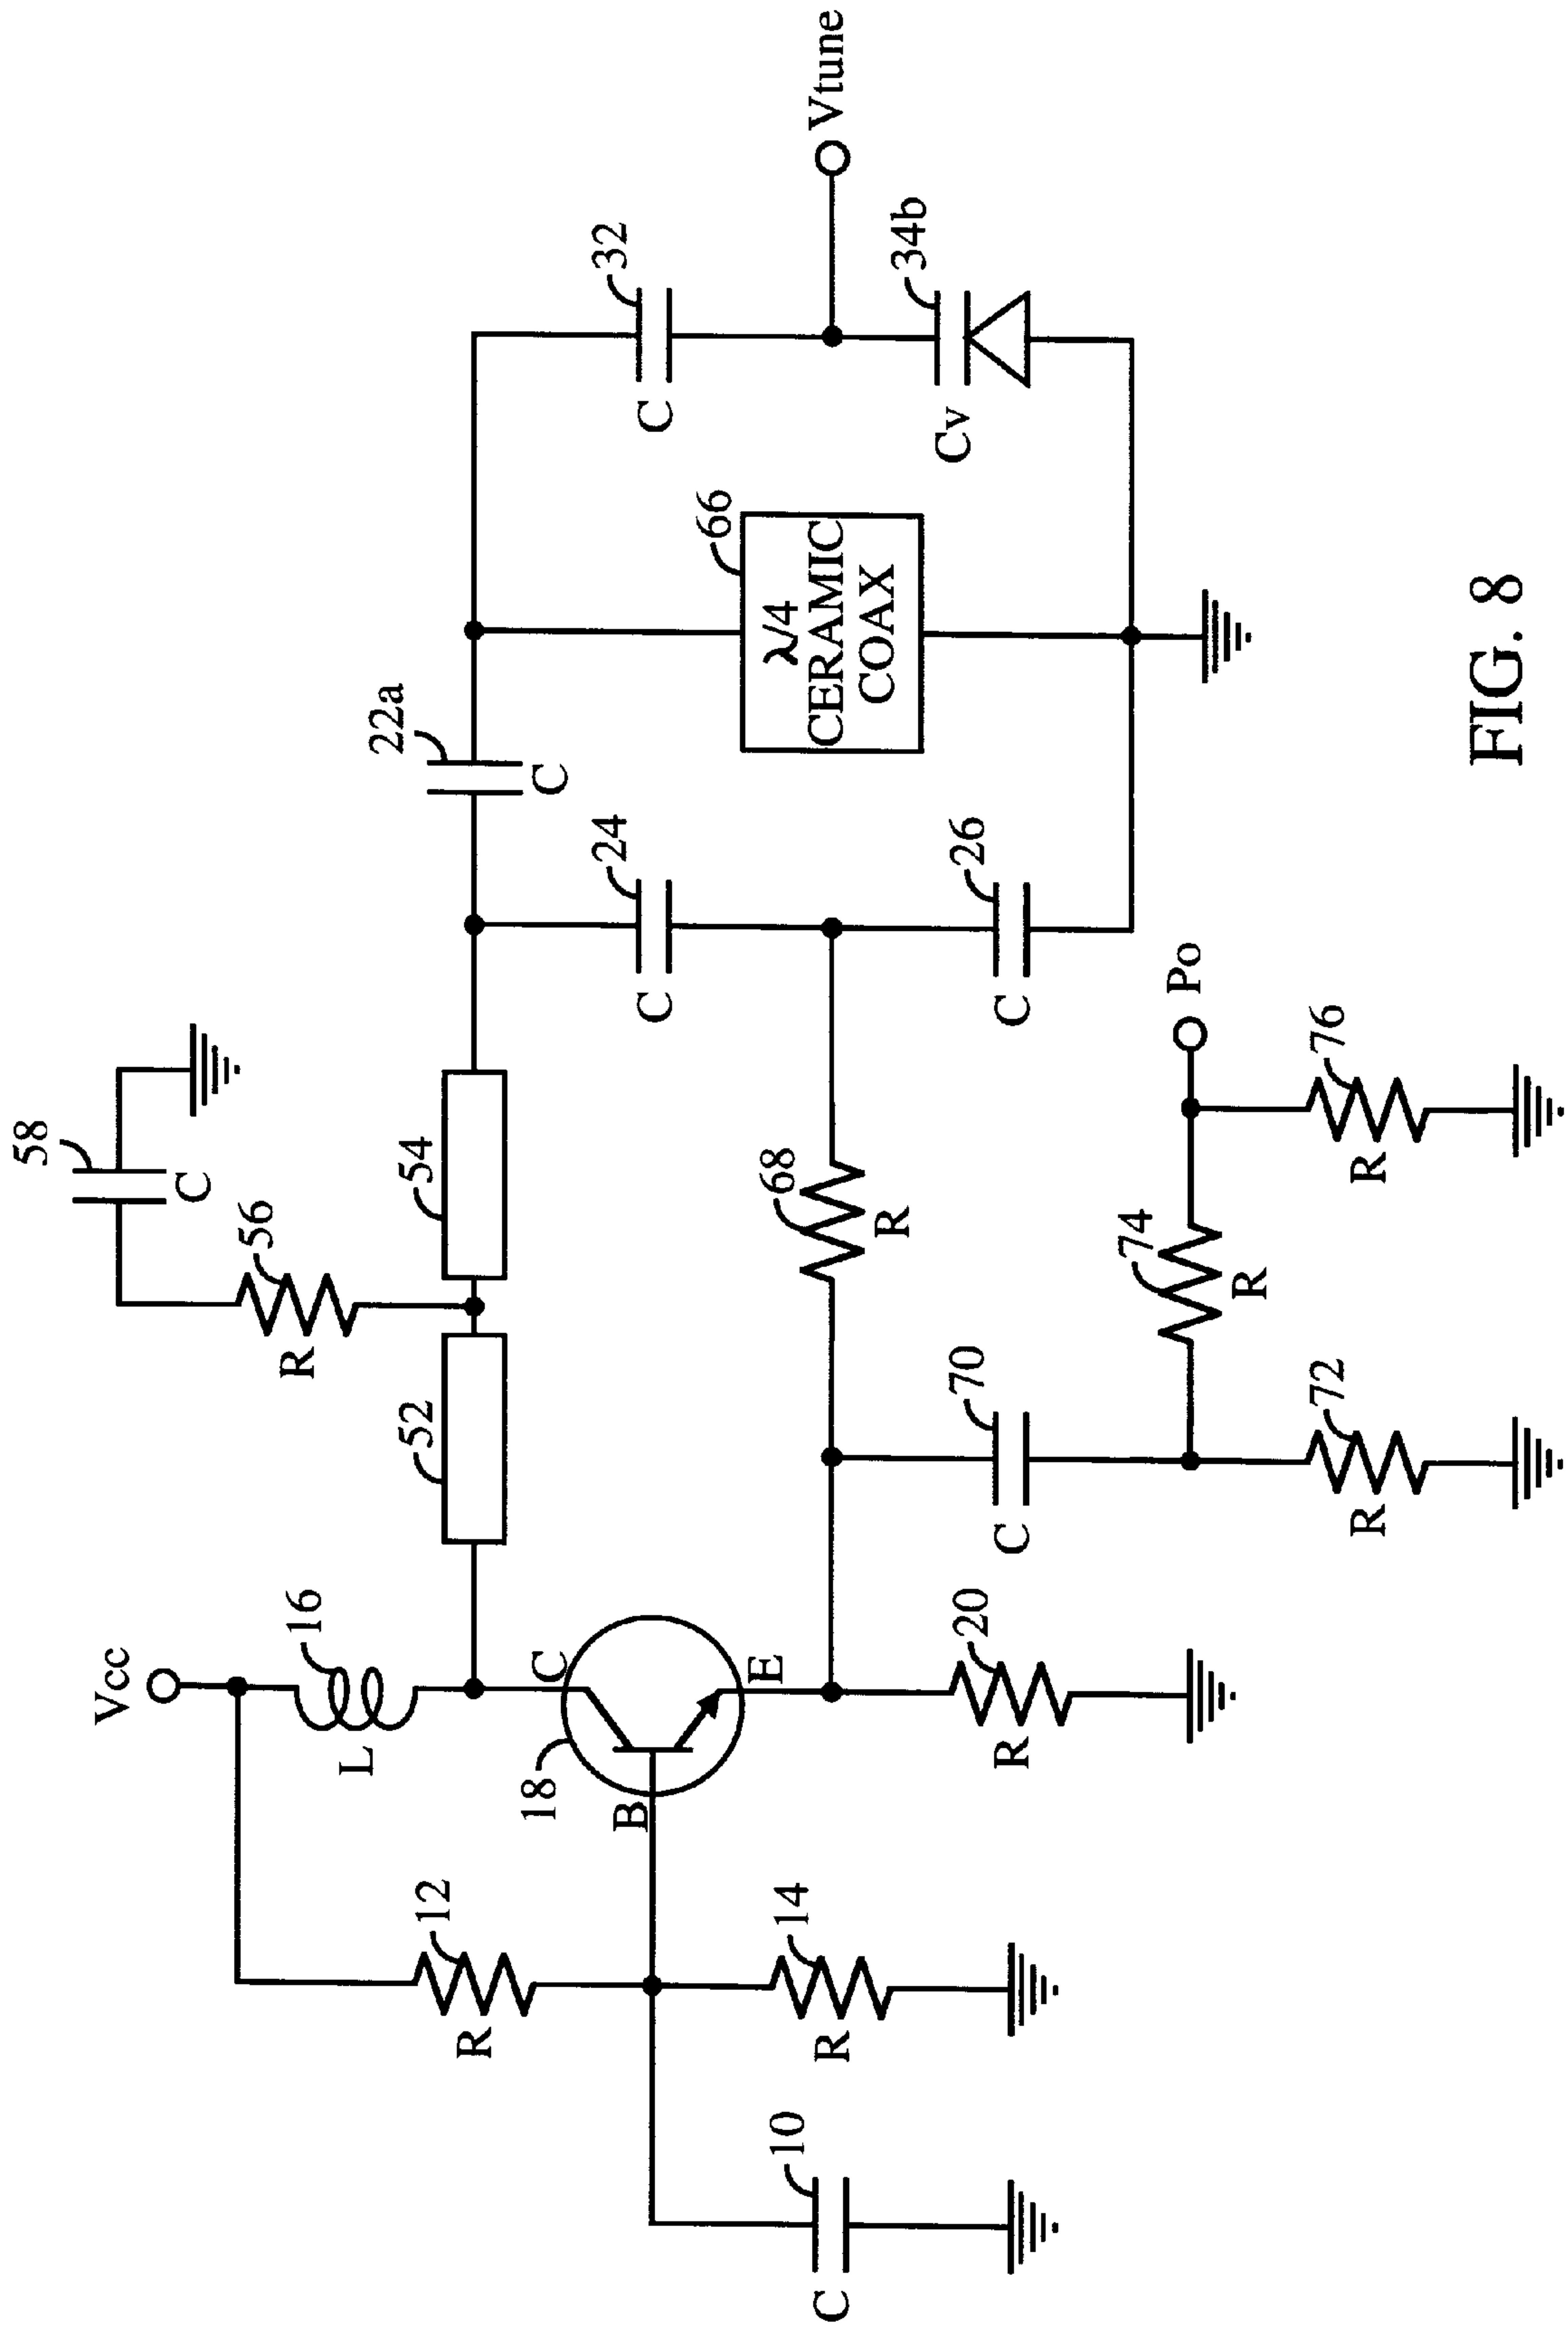 Vcc
16
L
58
C
56
R
52
54
22a
C
12
R
18
C
B
E
24
C
32
C
Vtune
68
R
66
λ/4
CERAMIC
COAX
34b
Cv
10
C
14
R
20
R
70
C
26
C
74
R
Po
72
R
76
R
FIG. 8